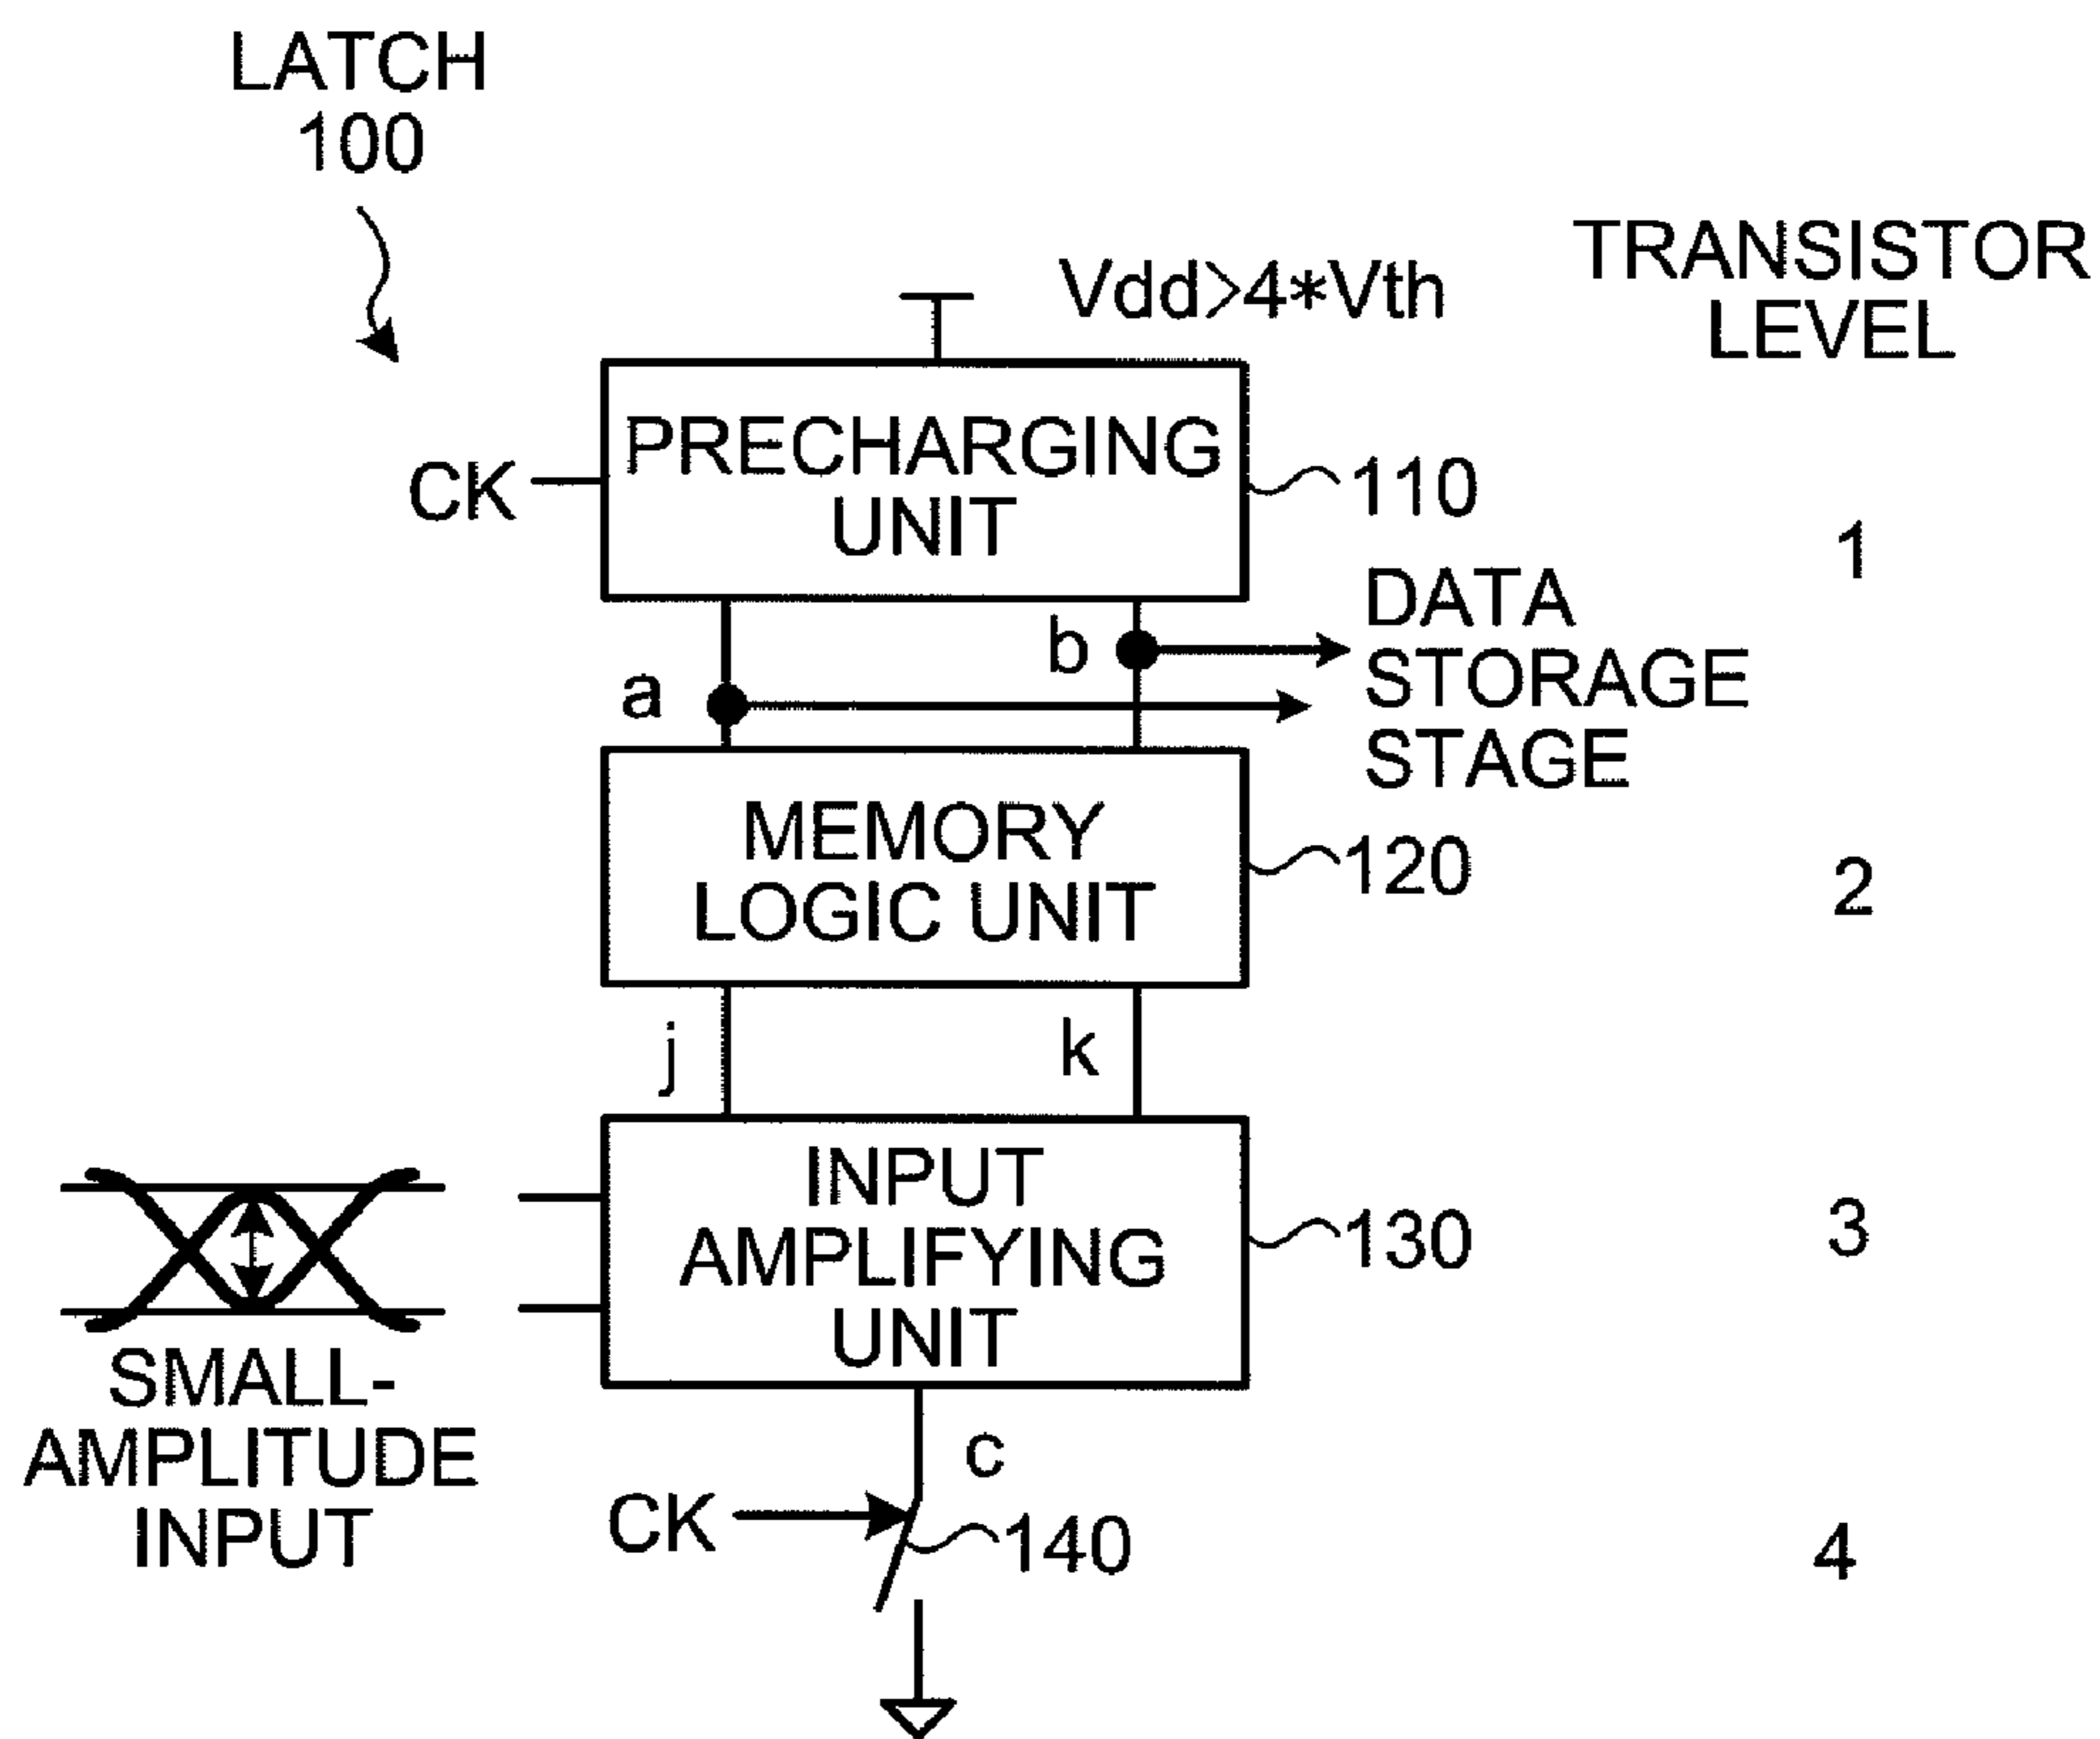 LATCH
100
TRANSISTOR
LEVEL
Vdd>4*Vth
PRECHARGING
UNIT
CK
110
1
DATA
STORAGE
STAGE
b
a
MEMORY
LOGIC UNIT
120
2
j
k
INPUT
AMPLIFYING
UNIT
130
3
SMALL-
AMPLITUDE
INPUT
c
CK
140
4